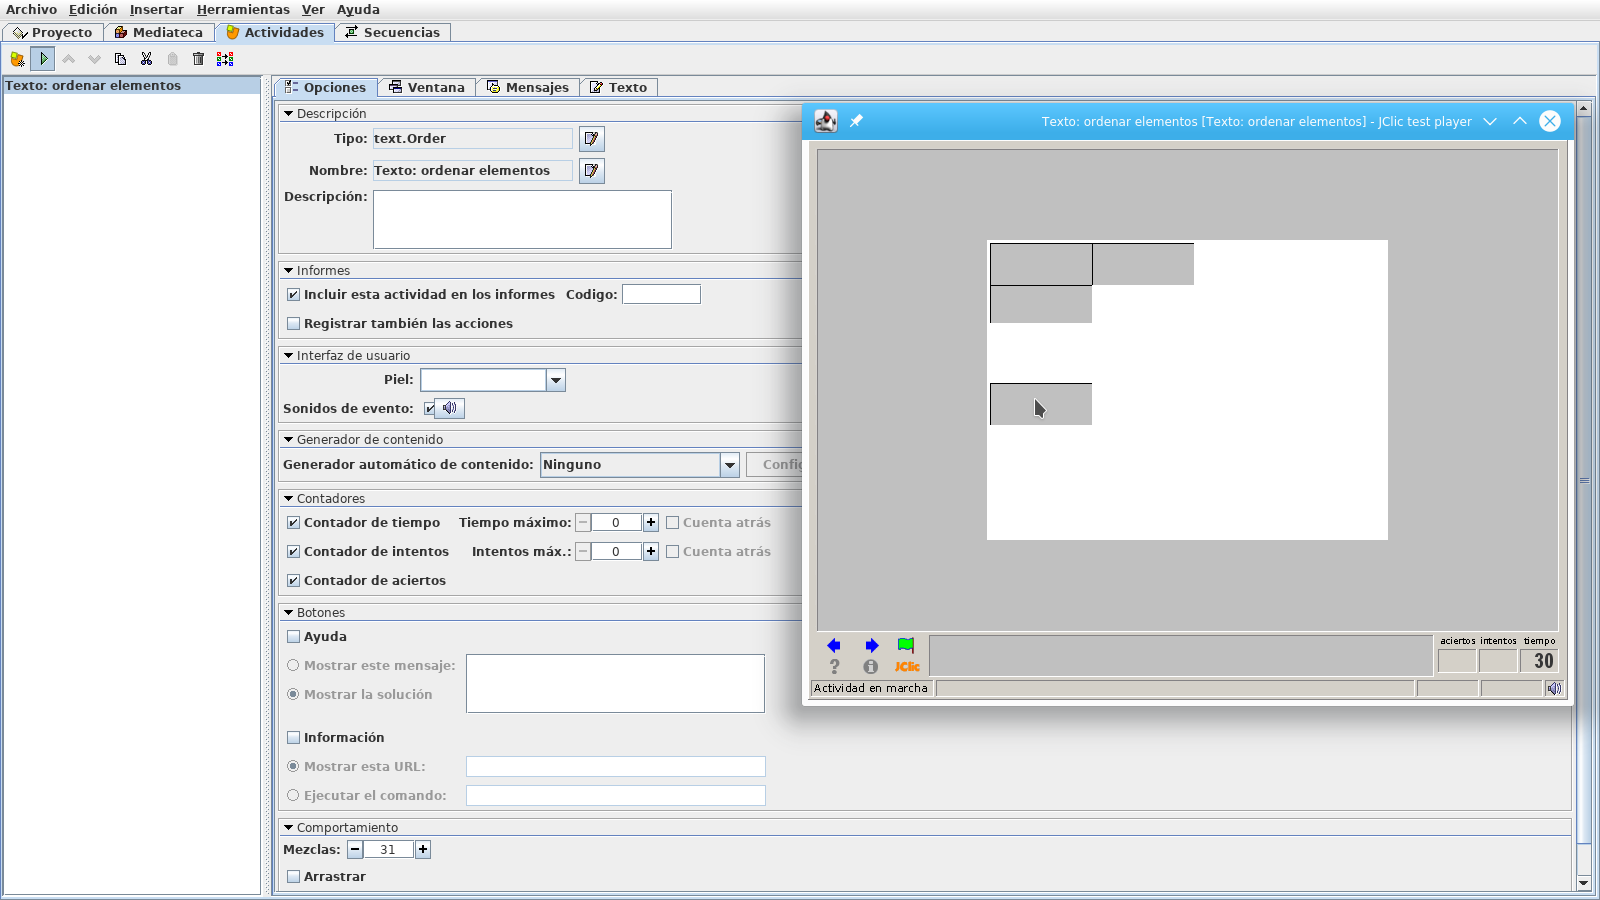 Archivo Edición Insertar Herramientas Ver Ayuda
Proyecto Mediateca Actividades Secuencias
Texto: ordenar elementos
Opciones Ventana Mensajes Texto
Descripción
Tipo: text.Order
Nombre: Texto: ordenar elementos
Descripción:
Informes
Incluir esta actividad en los informes Codigo:
Registrar también las acciones
Interfaz de usuario
Piel:
Sonidos de evento:
Generador de contenido
Generador automático de contenido: Ninguno
Contadores
Contador de tiempo Tiempo máximo: 0 Cuenta atrás
Contador de intentos Intentos máx.: 0 Cuenta atrás
Contador de aciertos
Botones
Ayuda
Mostrar este mensaje:
Mostrar la solución
Información
Mostrar esta URL:
Ejecutar el comando:
Comportamiento
Mezclas: 31
Arrastrar
Texto: ordenar elementos [Texto: ordenar elementos] - JClic test player
aciertos intentos tiempo
30
JClic
Actividad en marcha